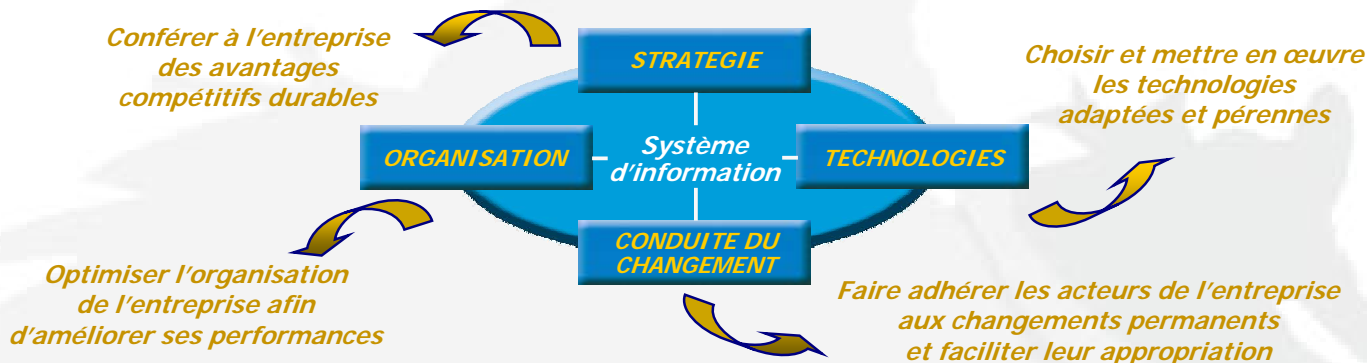 Conférer à l'entreprise
des avantages
compétitifs durables
STRATEGIE
Choisir et mettre en œuvre
les technologies
adaptées et pérennes
ORGANISATION
Système
d'information
TECHNOLOGIES
CONDUITE DU
CHANGEMENT
Optimiser l'organisation
de l'entreprise afin
d'améliorer ses performances
Faire adhérer les acteurs de l'entreprise
aux changements permanents
et faciliter leur appropriation